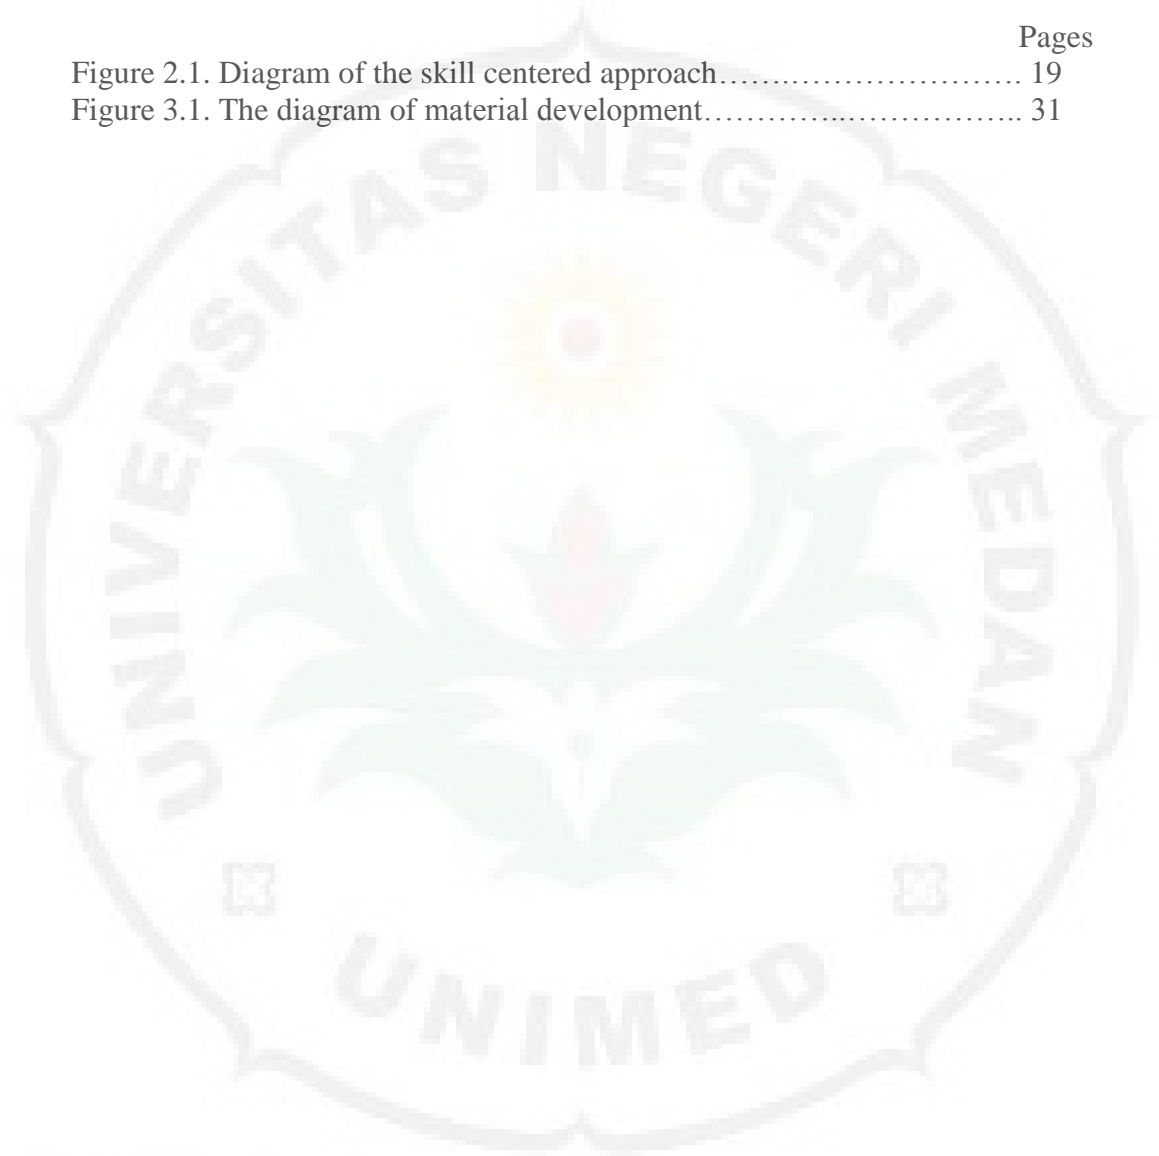 Pages
Figure 2.1. Diagram of the skill centered approach…….…………………. 19
Figure 3.1. The diagram of material development…………..…………….. 31
UNIVERSITAS NEGERI MEDAN
UNIMED